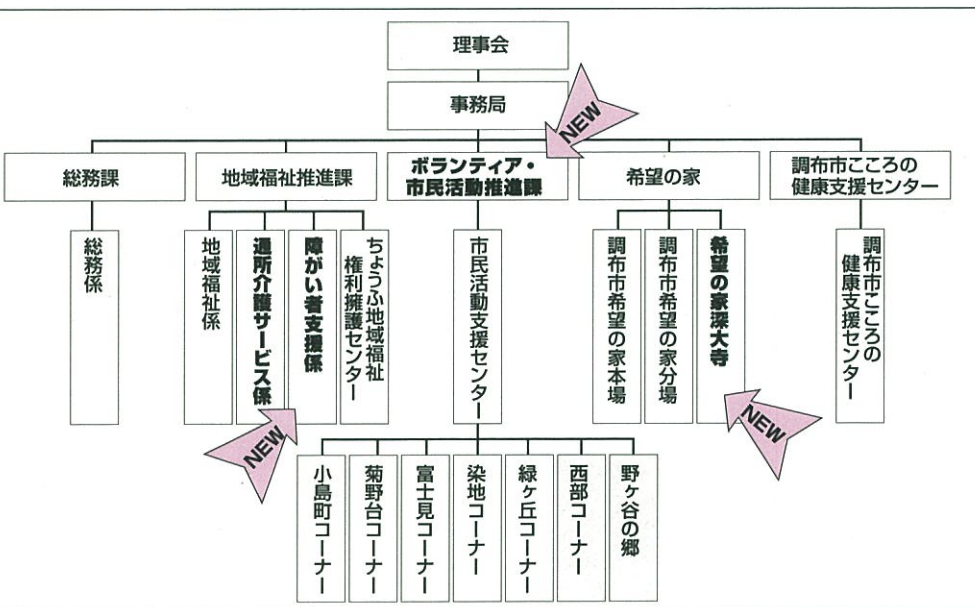 理事会
事務局
NEW
総務課
地域福祉推進課
ボランティア・
市民活動推進課
希望の家
調布市こころの
健康支援センター
総務係
地域福祉係
通所介護サービス係
障がい者支援係
ちょうふ地域福祉
権利擁護センター
市民活動支援センター
調布市希望の家本場
調布市希望の家分場
希望の家深大寺
調布市こころの
健康支援センター
NEW
NEW
小島町コーナー
菊野台コーナー
富士見コーナー
染地コーナー
緑ヶ丘コーナー
西部コーナー
野ヶ谷の郷